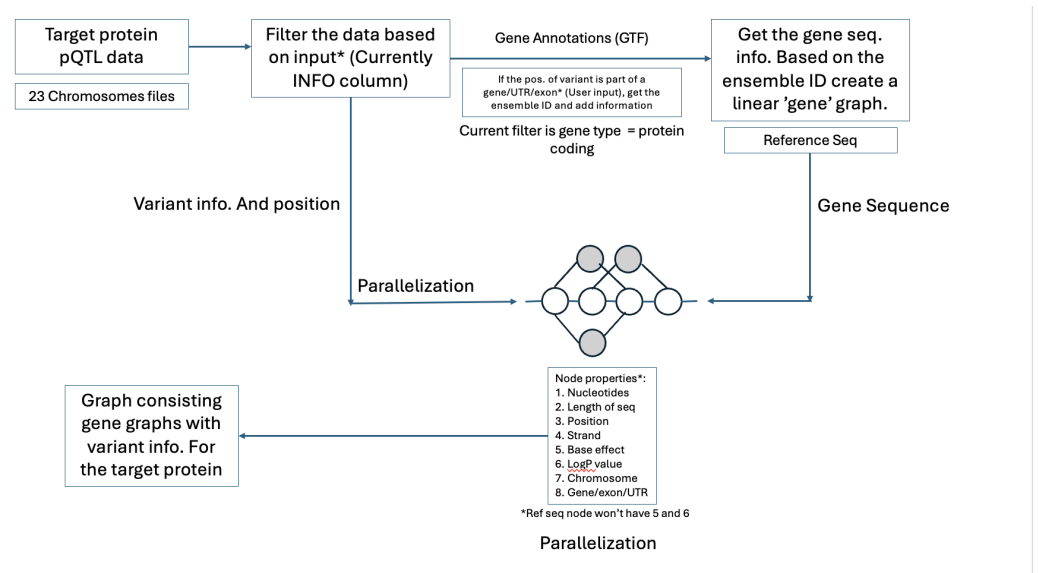 Target protein
pQTL data
23 Chromosomes files
Filter the data based
on input* (Currently
INFO column)
Gene Annotations (GTF)
If the pos. of variant is part of a
gene/UTR/exon* (User input), get the
ensemble ID and add information
Current filter is gene type  = protein
coding
Get the gene seq.
info. Based on the
ensemble ID create a
linear 'gene' graph.
Reference Seq
Variant info. And position
Gene Sequence
Parallelization
Node properties*:
1. Nucleotides
2. Length of seq
3. Position
4. Strand
5. Base effect
6. LogP value
7. Chromosome
8. Gene/exon/UTR
*Ref seq node won't have 5 and 6
Parallelization
Graph consisting
gene graphs with
variant info. For
the target protein